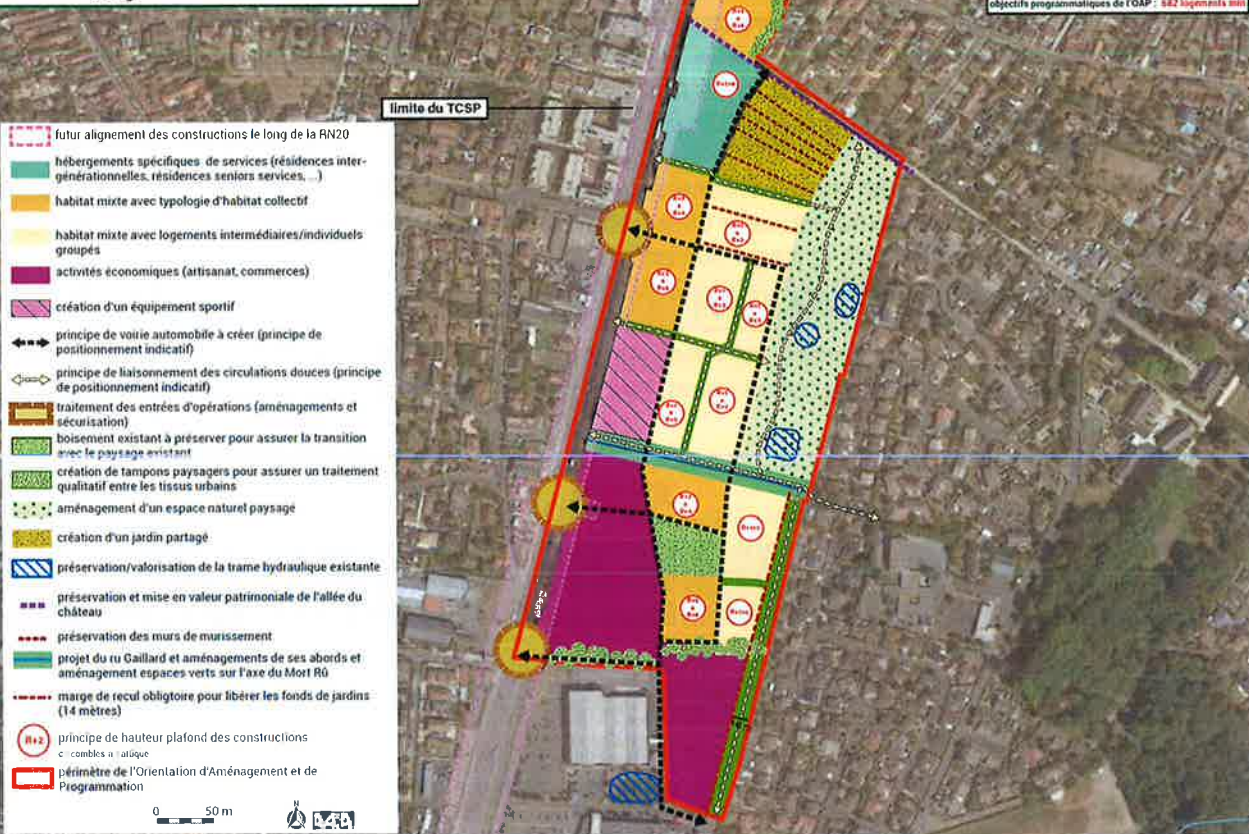 objectifs programmatiques de l'OAP : 682 logements min
limite du TCSP
futur alignement des constructions le long de la RN20
hébergements spécifiques de services (résidences inter-
générationnelles, résidences seniors services, ...)
habitat mixte avec typologie d'habitat collectif
habitat mixte avec logements intermédiaires/individuels
groupés
activités économiques (artisanat, commerces)
création d'un équipement sportif
principe de voirie automobile à créer (principe de
positionnement indicatif)
principe de liaisonnement des circulations douces (principe
de positionnement indicatif)
traitement des entrées d'opérations (aménagements et
sécurisation)
boisement existant à préserver pour assurer la transition
avec le paysage existant
création de tampons paysagers pour assurer un traitement
qualitatif entre les tissus urbains
aménagement d'un espace naturel paysagé
création d'un jardin partagé
préservation/valorisation de la trame hydraulique existante
préservation et mise en valeur patrimoniale de l'allée du
château
préservation des murs de murissement
projet du ru Gaillard et aménagements de ses abords et
aménagement espaces verts sur l'axe du Mort Rû
marge de recul obligtoire pour libérer les fonds de jardins
(14 mètres)
R+2
principe de hauteur plafond des constructions
périmètre de l'Orientation d'Aménagement et de
Programmation
0 50 m
N